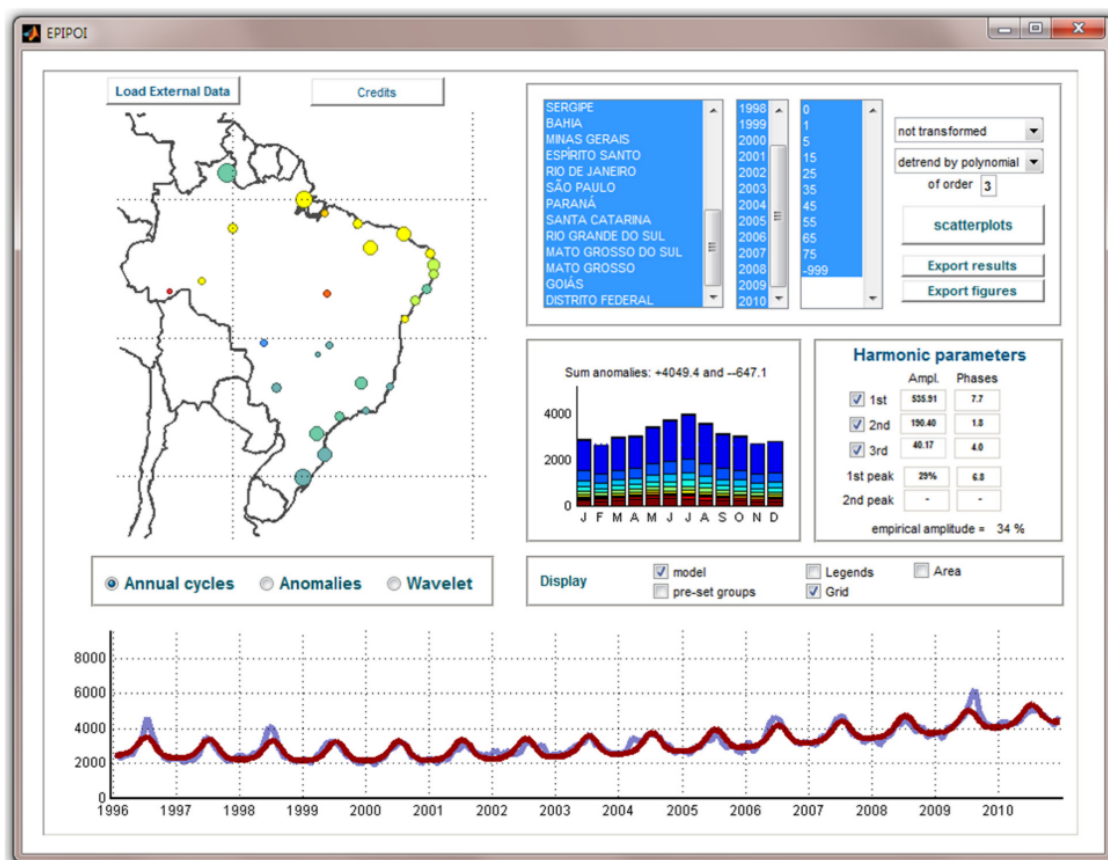 EPIPOI
Load External Data
Credits
SERGIPE
BAHIA
MINAS GERAIS
ESPÍRITO SANTO
RIO DE JANEIRO
SÃO PAULO
PARANÁ
SANTA CATARINA
RIO GRANDE DO SUL
MATO GROSSO DO SUL
MATO GROSSO
GOIÁS
DISTRITO FEDERAL
1998
1999
2000
2001
2002
2003
2004
2005
2006
2007
2008
2009
2010
0
1
5
15
25
35
45
55
65
75
-999
not transformed
detrend by polynomial
of order 3
scatterplots
Export results
Export figures
Sum anomalies: +4049.4 and --647.1
4000
2000
0
J F M A M J J A S O N D
Harmonic parameters
Ampl. Phases
1st 535.91 7.7
2nd 190.40 1.8
3rd 40.17 4.0
1st peak 29% 6.8
2nd peak - -
empirical amplitude = 34 %
Annual cycles Anomalies Wavelet
Display
model Legends Area
pre-set groups Grid
8000
6000
4000
2000
0
1996 1997 1998 1999 2000 2001 2002 2003 2004 2005 2006 2007 2008 2009 2010